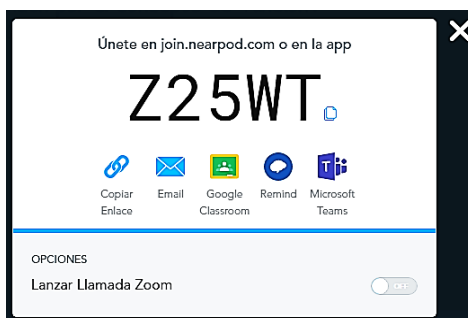 Únete en join.nearpod.com o en la app
Z25WT
Copiar Enlace
Email
Google Classroom
Remind
Microsoft Teams
OPCIONES
Lanzar Llamada Zoom
OFF